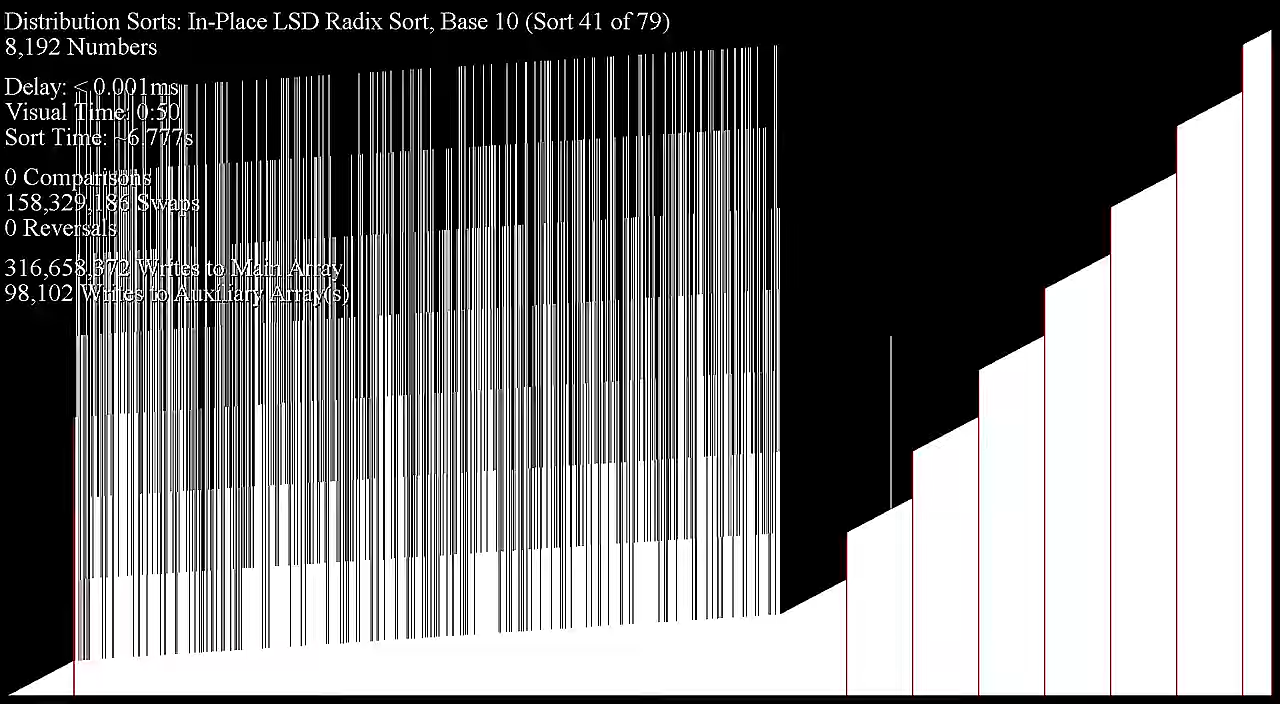 Distribution Sorts: In-Place LSD Radix Sort, Base 10 (Sort 41 of 79)
8,192 Numbers
Delay: < 0.001ms
Visual Time: 0:50
Sort Time: ~6.777s
0 Comparisons
158,329,186 Swaps
0 Reversals
316,658,372 Writes to Main Array
98,102 Writes to Auxiliary Array(s)